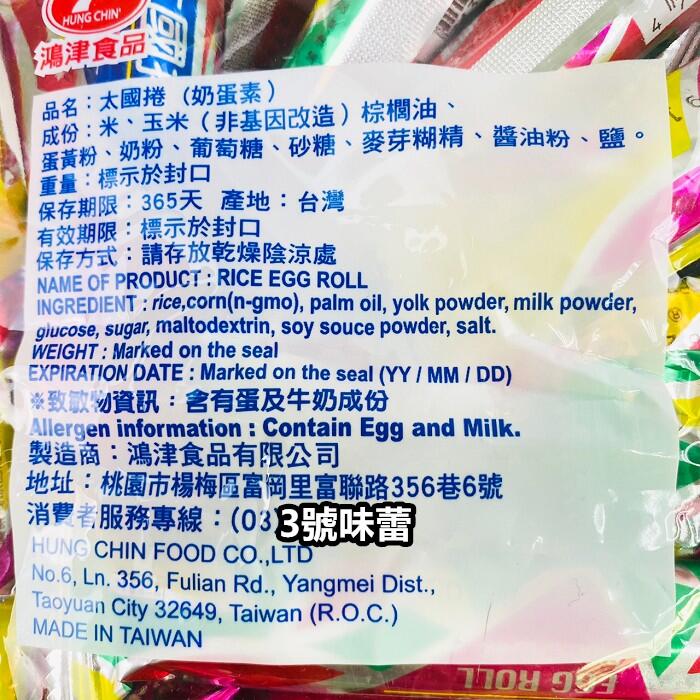 HUNG CHIN'
鴻津食品
品名：太國捲（奶蛋素）
成份：米、玉米（非基因改造）棕櫚油、
蛋黃粉、奶粉、葡萄糖、砂糖、麥芽糊精、醬油粉、鹽。
重量：標示於封口
保存期限：365天 產地：台灣
有效期限：標示於封口
保存方式：請存放乾燥陰涼處
NAME OF PRODUCT : RICE EGG ROLL
INGREDIENT : rice,corn(n-gmo), palm oil, yolk powder, milk powder,
glucose, sugar, maltodextrin, soy souce powder, salt.
WEIGHT : Marked on the seal
EXPIRATION DATE : Marked on the seal (YY / MM / DD)
※致敏物資訊：含有蛋及牛奶成份
Allergen information : Contain Egg and Milk.
製造商：鴻津食品有限公司
地址：桃園市楊梅區富岡里富聯路356巷6號
消費者服務專線：(03
3號味蕾
HUNG CHIN FOOD CO.,LTD
No.6, Ln. 356, Fulian Rd., Yangmei Dist.,
Taoyuan City 32649, Taiwan (R.O.C.)
MADE IN TAIWAN
EGG ROLL